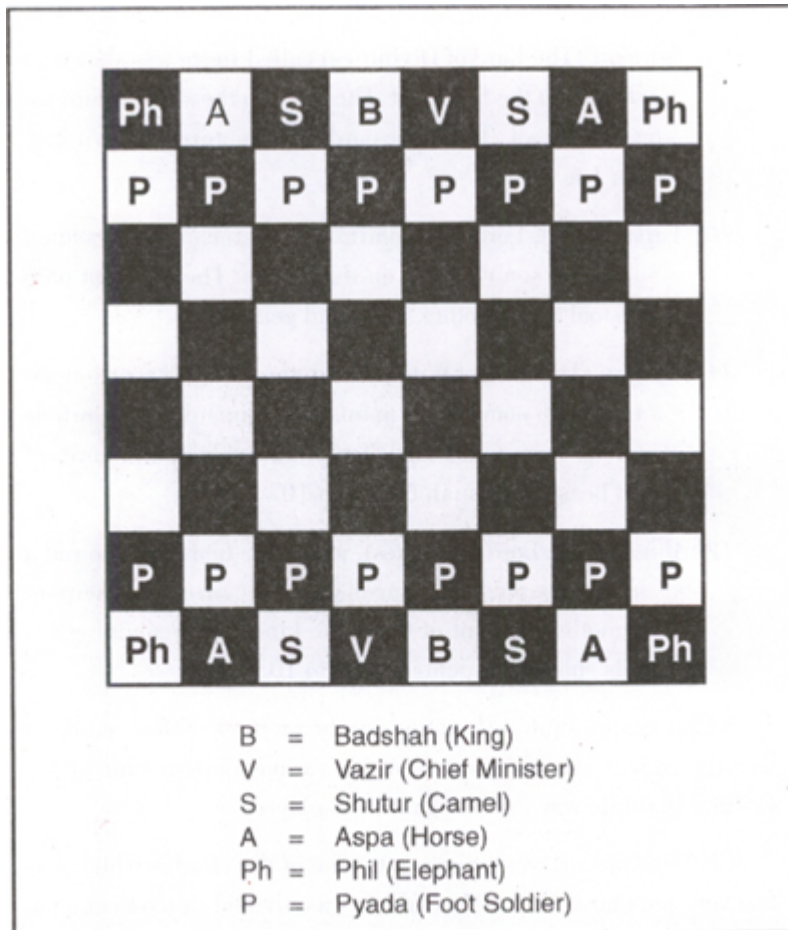 Ph A S B V S A Ph
P P P P P P P P
P P P P P P P P
Ph A S V B S A Ph
B = Badshah (King)
V = Vazir (Chief Minister)
S = Shutur (Camel)
A = Aspa (Horse)
Ph = Phil (Elephant)
P = Pyada (Foot Soldier)